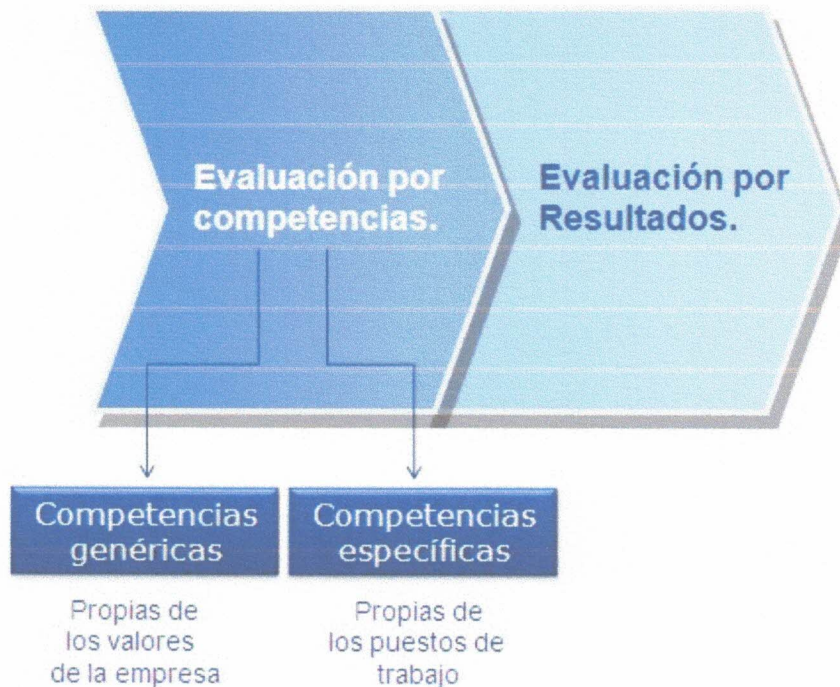 Evaluación por
competencias.
Evaluación por
Resultados.
Competencias
genéricas
Competencias
específicas
Propias de
los valores
de la empresa
Propias de
los puestos de
trabajo